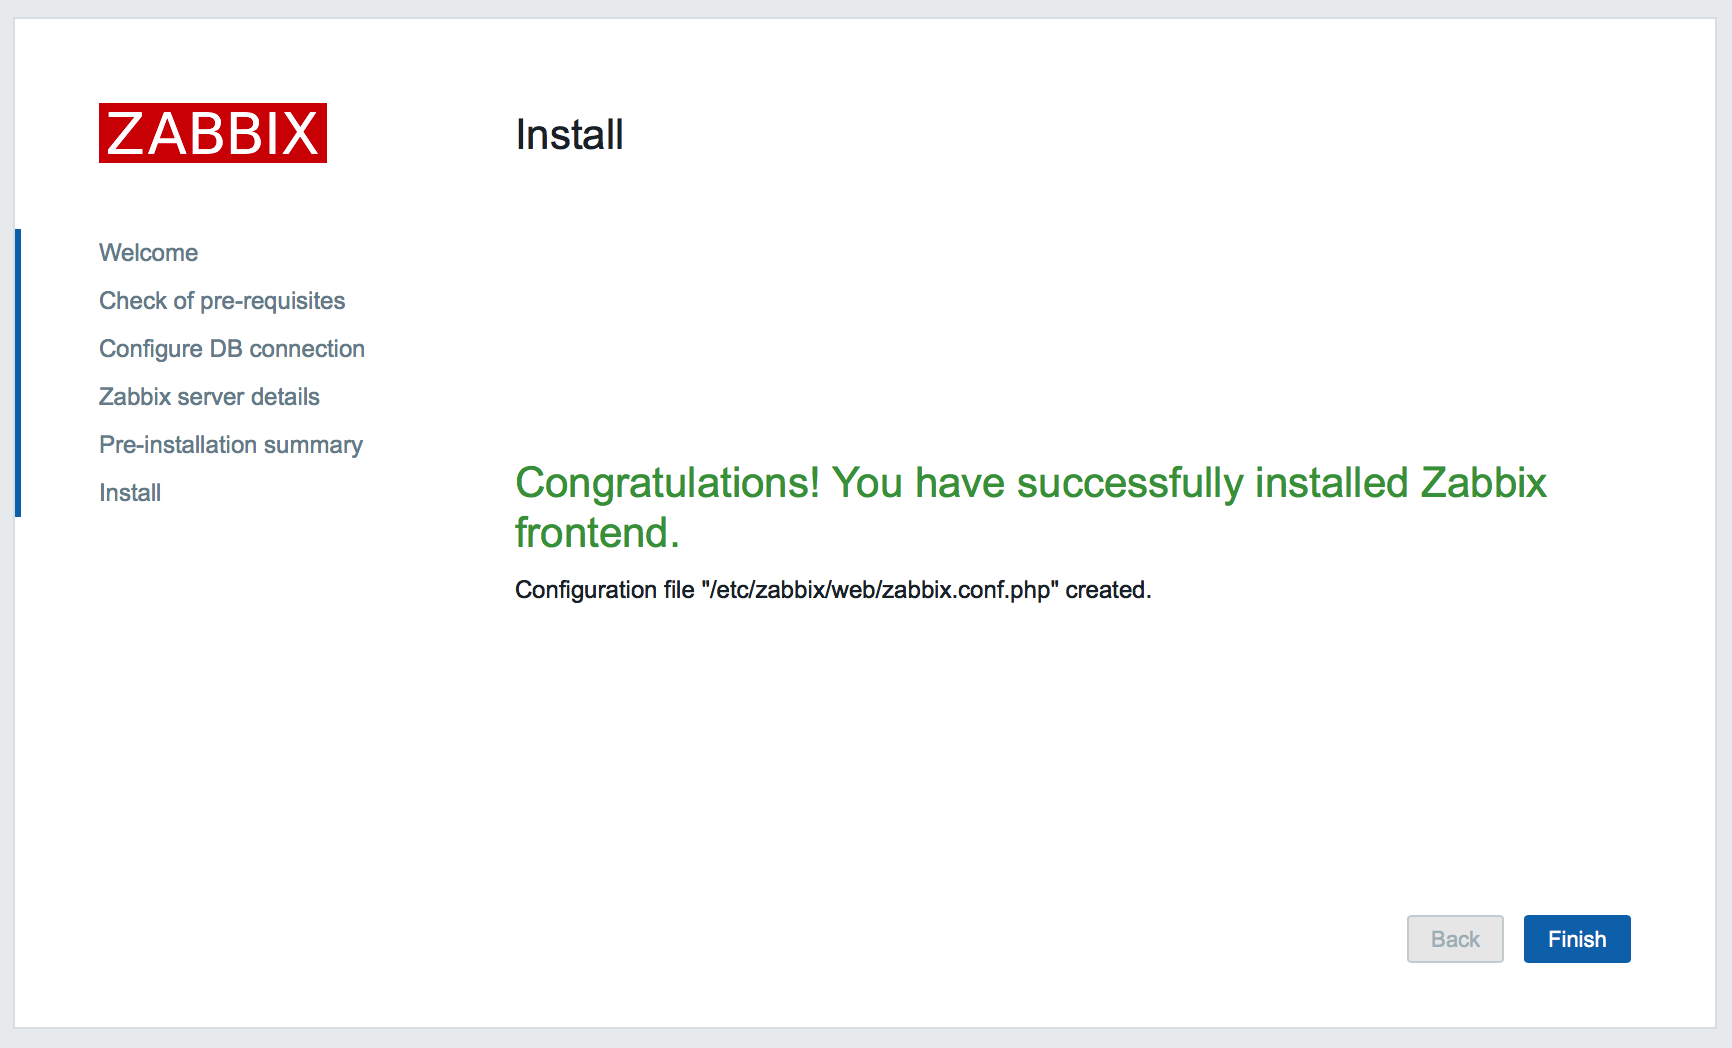 ZABBIX
Install
Welcome
Check of pre-requisites
Configure DB connection
Zabbix server details
Pre-installation summary
Install
Congratulations! You have successfully installed Zabbix
frontend.
Configuration file "/etc/zabbix/web/zabbix.conf.php" created.
Back
Finish